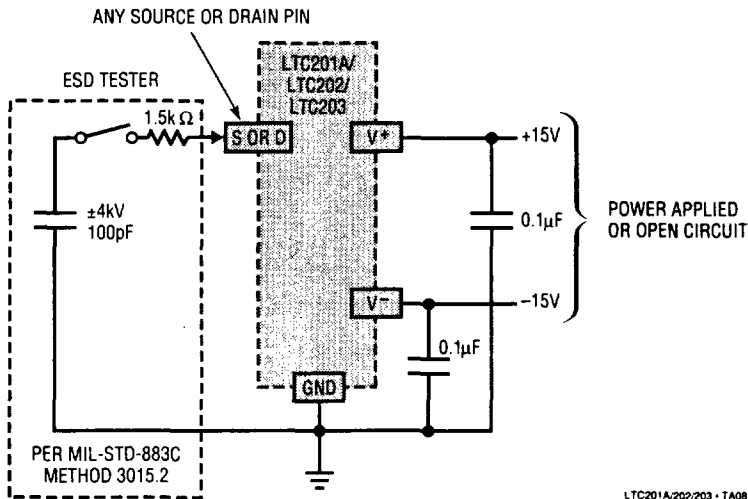 ANY SOURCE OR DRAIN PIN
ESD TESTER
1.5kΩ
±4kV
100pF
PER MIL-STD-883C
METHOD 3015.2
S OR D
LTC201A/
LTC202/
LTC203
V+
V−
GND
+15V
0.1µF
−15V
0.1µF
POWER APPLIED
OR OPEN CIRCUIT
LTC201A/202/203 • TA08